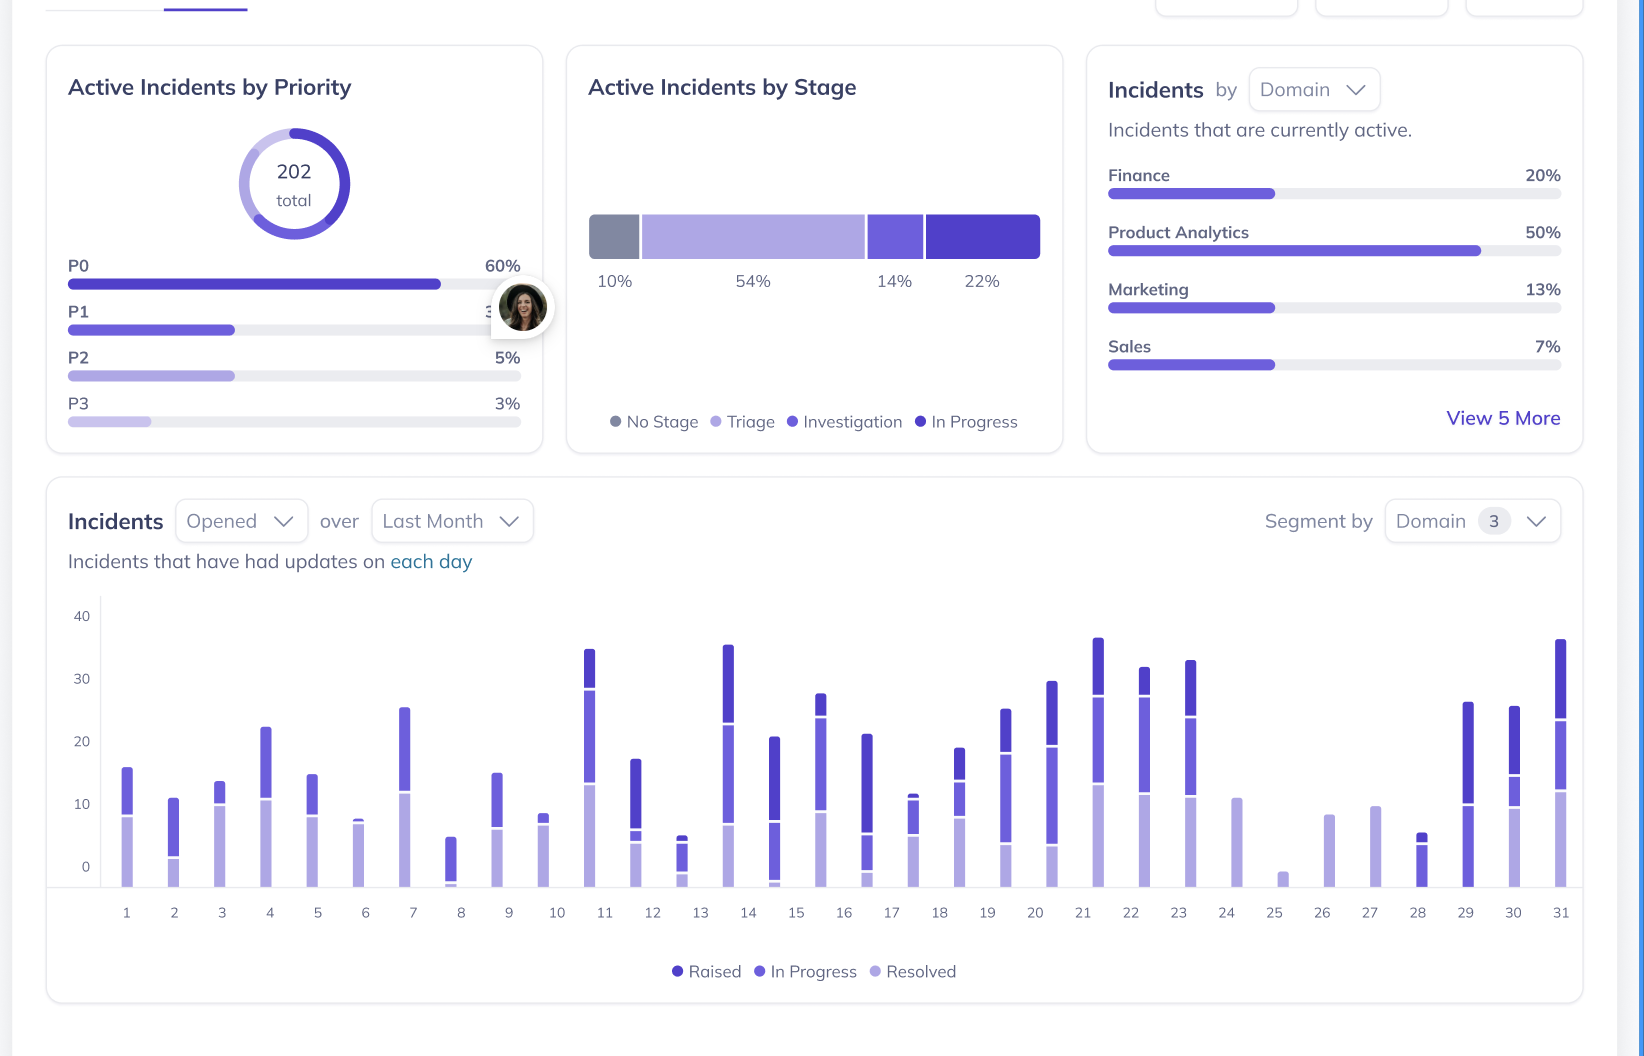 Active Incidents by Priority
202
total
P0 60%
P1
P2 5%
P3 3%
Active Incidents by Stage
10% 54% 14% 22%
No Stage Triage Investigation In Progress
Incidents by Domain
Incidents that are currently active.
Finance 20%
Product Analytics 50%
Marketing 13%
Sales 7%
View 5 More
Incidents Opened over Last Month Segment by Domain 3
Incidents that have had updates on each day
40
30
20
10
0
1 2 3 4 5 6 7 8 9 10 11 12 13 14 15 16 17 18 19 20 21 22 23 24 25 26 27 28 29 30 31
Raised In Progress Resolved